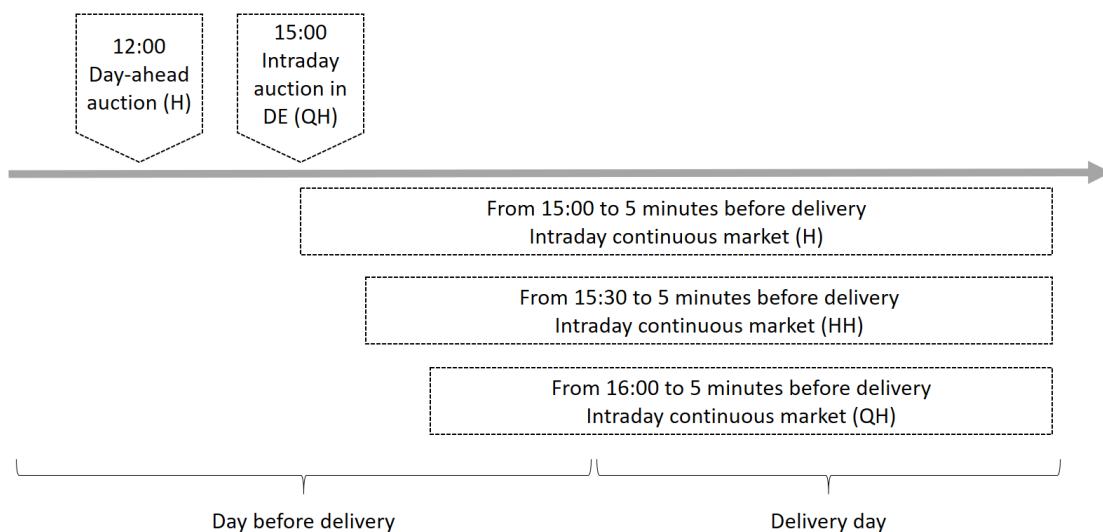 12:00
Day-ahead
auction (H)
15:00
Intraday
auction in
DE (QH)
From 15:00 to 5 minutes before delivery
Intraday continuous market (H)
From 15:30 to 5 minutes before delivery
Intraday continuous market (HH)
From 16:00 to 5 minutes before delivery
Intraday continuous market (QH)
Day before delivery
Delivery day